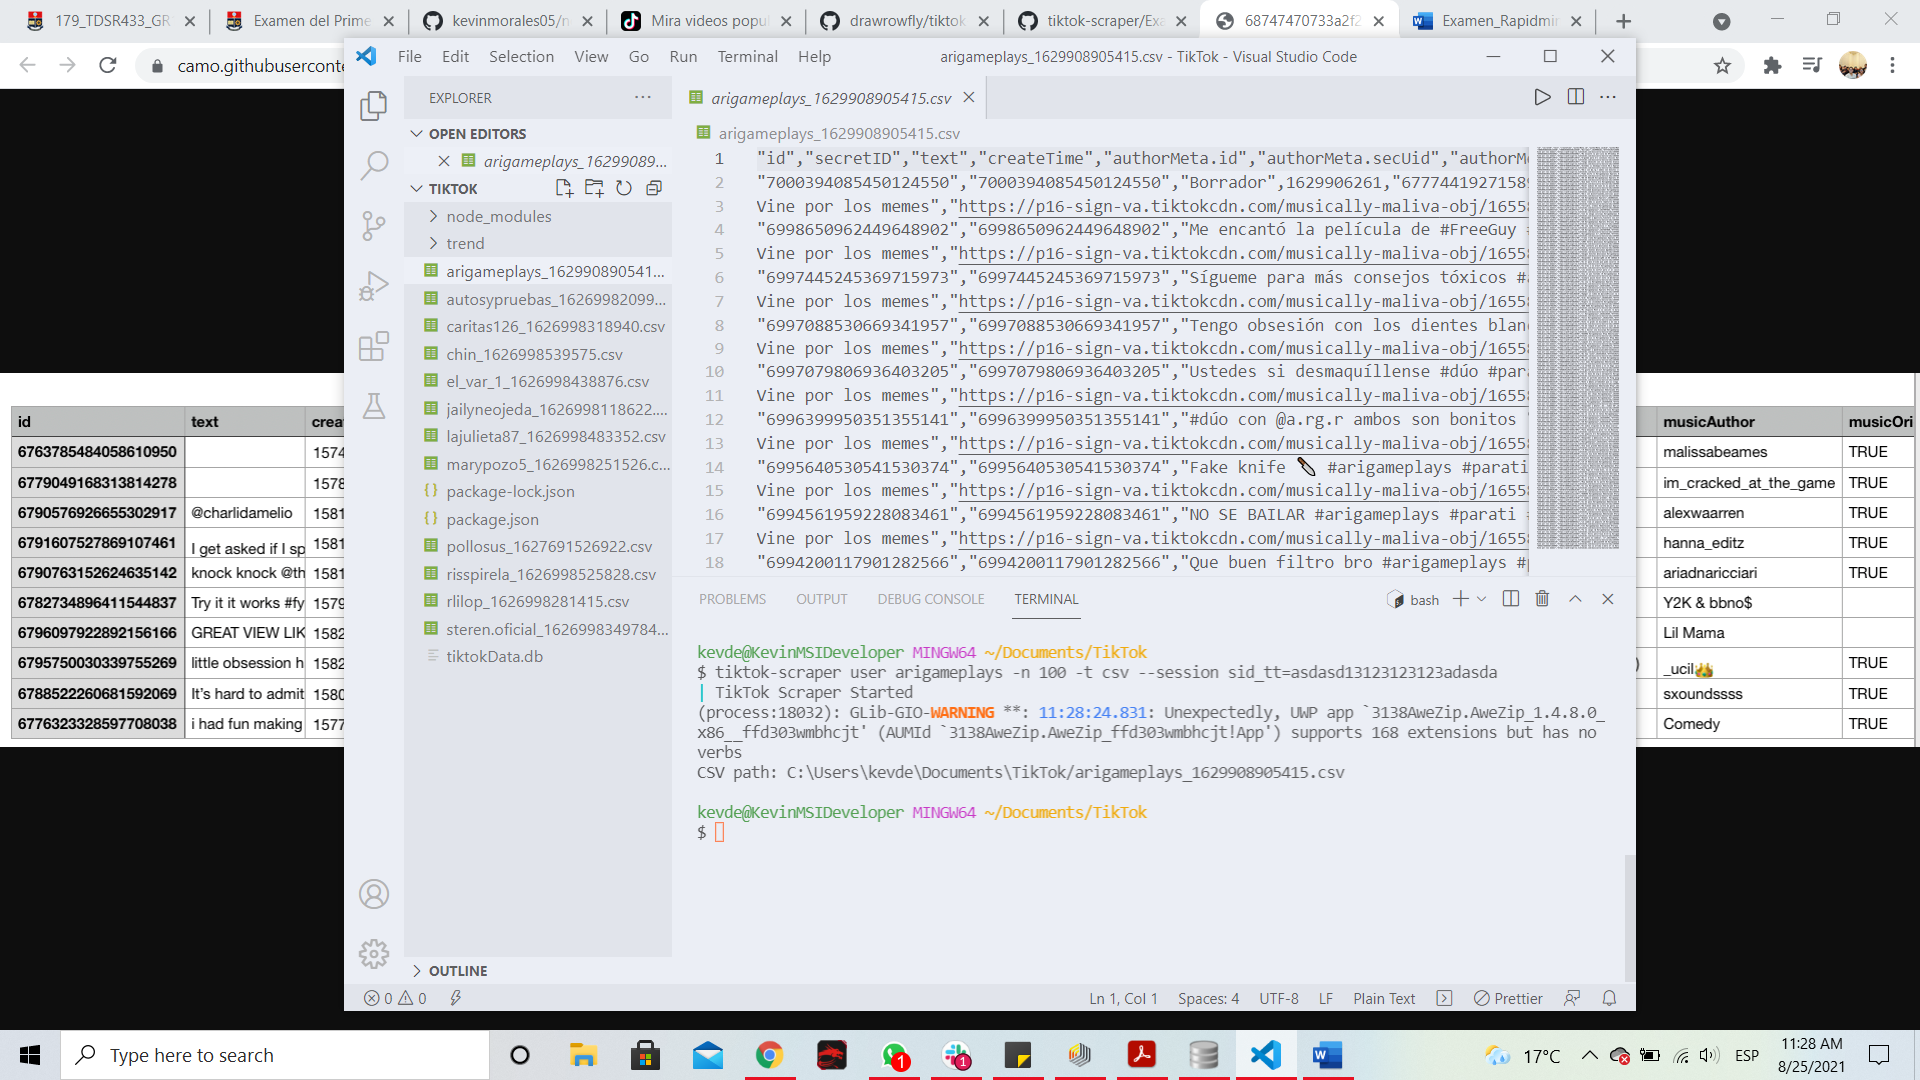 179_TDSR433_GR
Examen del Prime
kevinmorales05/n
Mira videos popu
drawrowfly/tiktok
tiktok-scraper/Exa
68747470733a2f2
Examen_Rapidmin
camo.githubuserconte
File Edit Selection View Go Run Terminal Help
arigameplays_1629908905415.csv - TikTok - Visual Studio Code
EXPLORER
OPEN EDITORS
arigameplays_16299089...
TIKTOK
node_modules
trend
arigameplays_162990890541...
autosypruebas_16269982099...
caritas126_1626998318940.csv
chin_1626998539575.csv
el_var_1_1626998438876.csv
jailyneojeda_1626998118622....
lajulieta87_1626998483352.csv
marypozo5_1626998251526.c...
package-lock.json
package.json
pollosus_1627691526922.csv
risspirela_1626998525828.csv
rlilop_1626998281415.csv
steren.oficial_1626998349784...
tiktokData.db
OUTLINE
arigameplays_1629908905415.csv
arigameplays_1629908905415.csv
1 "id","secretID","text","createTime","authorMeta.id","authorMeta.secUid","authorM
2 "7000394085450124550","7000394085450124550","Borrador",1629906261,"67774419271589
3 Vine por los memes","https://p16-sign-va.tiktokcdn.com/musically-maliva-obj/16558
4 "6998650962449648902","6998650962449648902","Me encantó la película de #FreeGuy #
5 Vine por los memes","https://p16-sign-va.tiktokcdn.com/musically-maliva-obj/16558
6 "6997445245369715973","6997445245369715973","Sígueme para más consejos tóxicos #a
7 Vine por los memes","https://p16-sign-va.tiktokcdn.com/musically-maliva-obj/16558
8 "6997088530669341957","6997088530669341957","Tengo obsesión con los dientes blanc
9 Vine por los memes","https://p16-sign-va.tiktokcdn.com/musically-maliva-obj/16558
10 "6997079806936403205","6997079806936403205","Ustedes si desmaquíllense #dúo #para
11 Vine por los memes","https://p16-sign-va.tiktokcdn.com/musically-maliva-obj/16558
12 "6996399950351355141","6996399950351355141","#dúo con @a.rg.r ambos son bonitos
13 Vine por los memes","https://p16-sign-va.tiktokcdn.com/musically-maliva-obj/16558
14 "6995640530541530374","6995640530541530374","Fake knife 🔪 #arigameplays #parati
15 Vine por los memes","https://p16-sign-va.tiktokcdn.com/musically-maliva-obj/16558
16 "6994561959228083461","6994561959228083461","NO SE BAILAR #arigameplays #parati #
17 Vine por los memes","https://p16-sign-va.tiktokcdn.com/musically-maliva-obj/16558
18 "6994200117901282566","6994200117901282566","Que buen filtro bro #arigameplays #p
PROBLEMS OUTPUT DEBUG CONSOLE TERMINAL
bash
kevde@KevinMSIDeveloper MINGW64 ~/Documents/TikTok
$ tiktok-scraper user arigameplays -n 100 -t csv --session sid_tt=asdasd13123123123adasda
| TikTok Scraper Started
(process:18032): GLib-GIO-WARNING **: 11:28:24.831: Unexpectedly, UWP app `3138AweZip.AweZip_1.4.8.0_
x86__ffd303wmbhcjt' (AUMId `3138AweZip.AweZip_ffd303wmbhcjt!App') supports 168 extensions but has no
verbs
CSV path: C:\Users\kevde\Documents\TikTok/arigameplays_1629908905415.csv
kevde@KevinMSIDeveloper MINGW64 ~/Documents/TikTok
$
0 0
Ln 1, Col 1 Spaces: 4 UTF-8 LF Plain Text Prettier
id text crea
6763785484058610950 1574
6779049168313814278 1578
6790576926655302917 @charlidamelio 1581
6791607527869107461 I get asked if I sp 1581
6790763152624635142 knock knock @th 1581
6782734896411544837 Try it it works #fy 1579
6796097922892156166 GREAT VIEW LIK 1582
6795750030339755269 little obsession h 1582
6788522260681592069 It's hard to admit 1580
6776323328597708038 i had fun making 1577
musicAuthor musicOri
malissabeames TRUE
im_cracked_at_the_game TRUE
alexwaarren TRUE
hanna_editz TRUE
ariadnaricciari TRUE
Y2K & bbno$
Lil Mama
) _ucil👑 TRUE
sxoundssss TRUE
Comedy TRUE
Type here to search
1
1
17°C
ESP
11:28 AM
8/25/2021